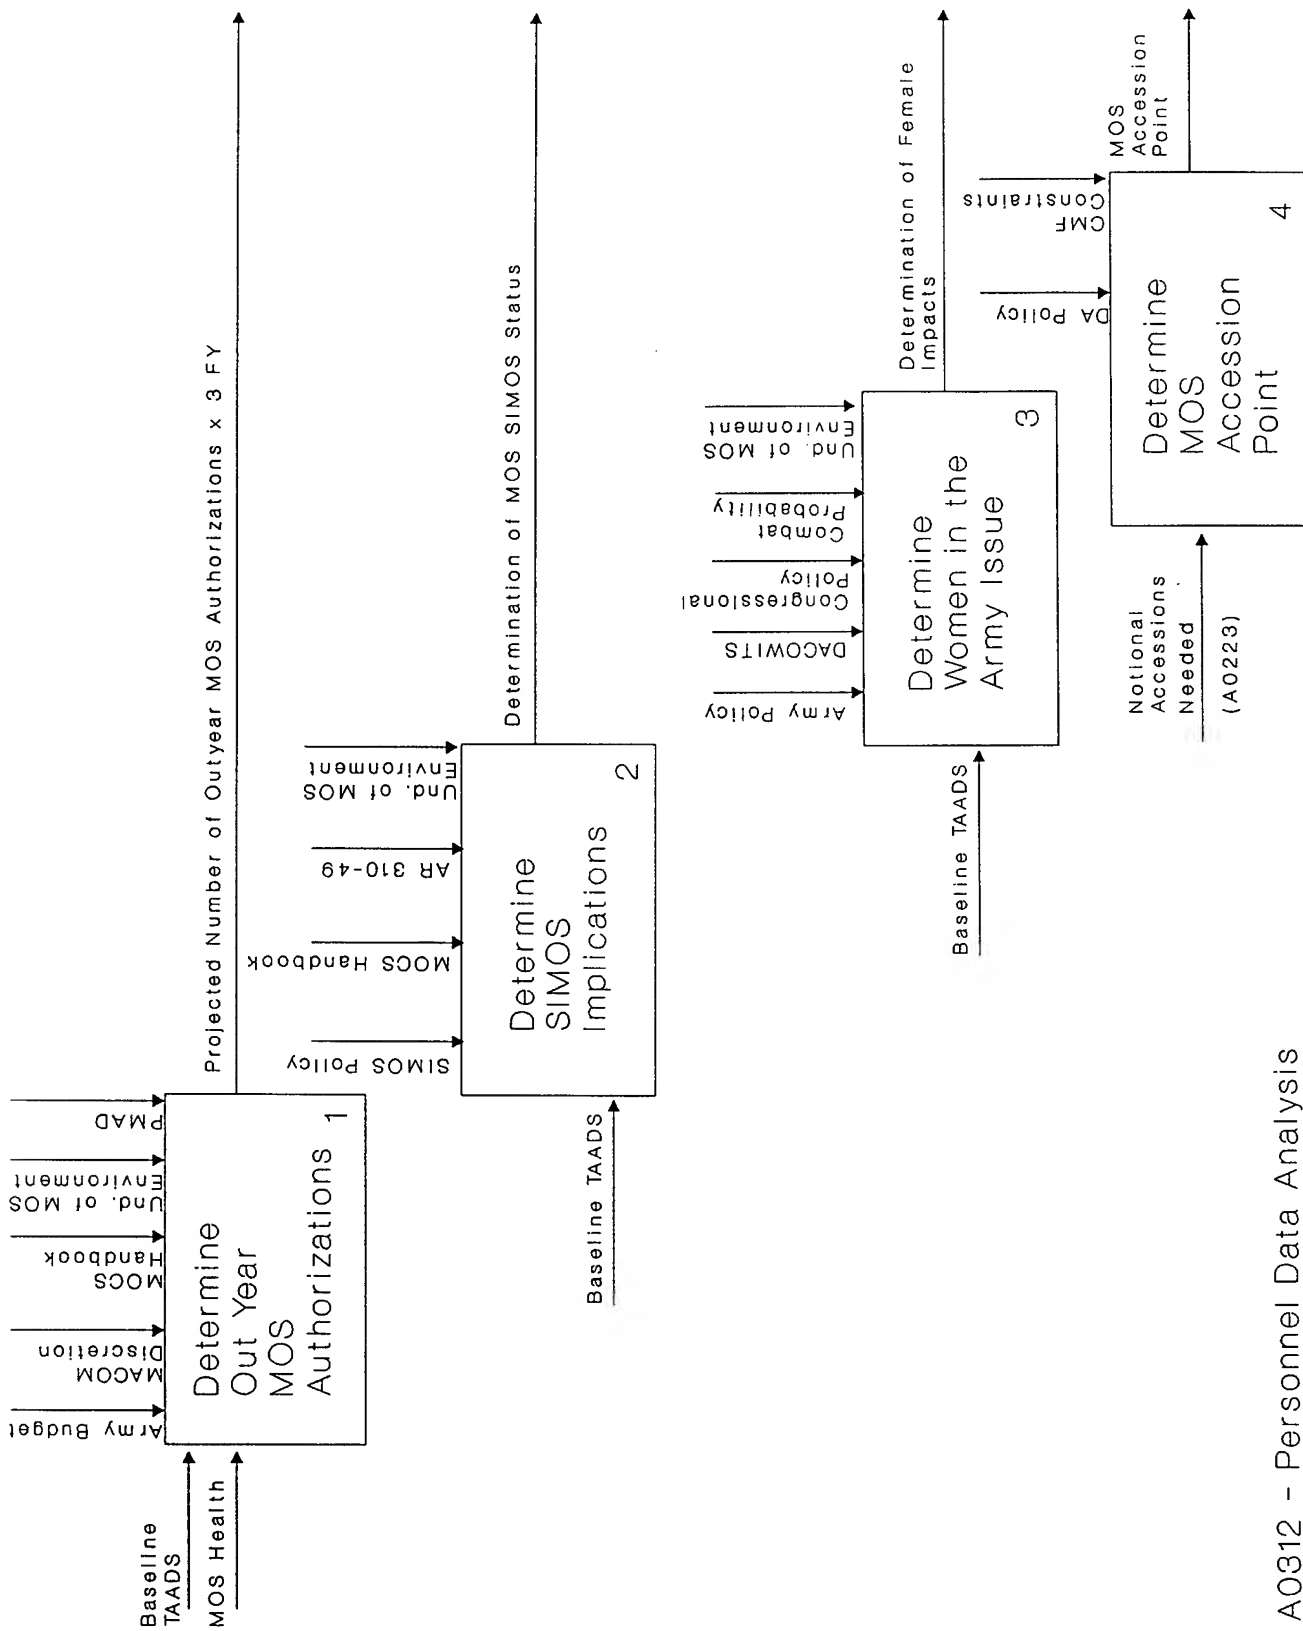 Baseline
TAADS
MOS Health
Army Budget
MACOM
Discretion
MOCS
Handbook
Und. of MOS
Environment
PMAD
Determine
Out Year
MOS
Authorizations
1
Projected Number of Outyear MOS Authorizations x 3 FY
Baseline TAADS
SIMOS Policy
MOCS Handbook
AR 310-49
Und. of MOS
Environment
Determine
SIMOS
Implications
2
Determination of MOS SIMOS Status
Baseline TAADS
Army Policy
DACOWITS
Congressional
Policy
Combat
Probability
Und. of MOS
Environment
Determine
Women in the
Army Issue
3
Determination of Female
Impacts
Notional
Accessions
Needed
(A0223)
DA Policy
CMF
Constraints
Determine
MOS
Accession
Point
4
MOS
Accession
Point
A0312 - Personnel Data Analysis